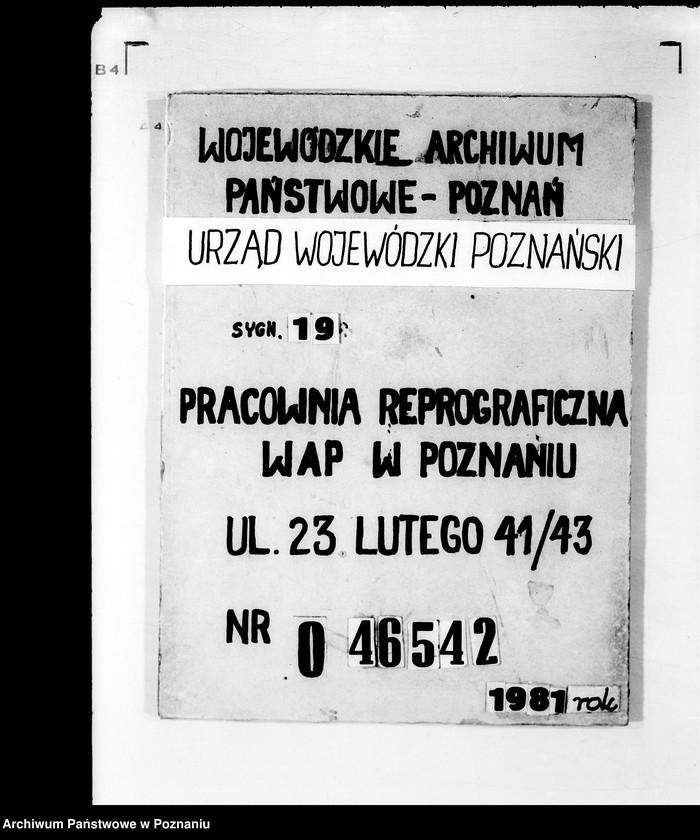 B4
WOJEWÓDZKIE ARCHIWUM
PAŃSTWOWE - POZNAŃ
URZĄD WOJEWÓDZKI POZNAŃSKI
SYGN. 19
PRACOWNIA REPROGRAFICZNA
WAP W POZNANIU
UL. 23 LUTEGO 41/43
NR 0 46542
1981 rok
Archiwum Państwowe w Poznaniu